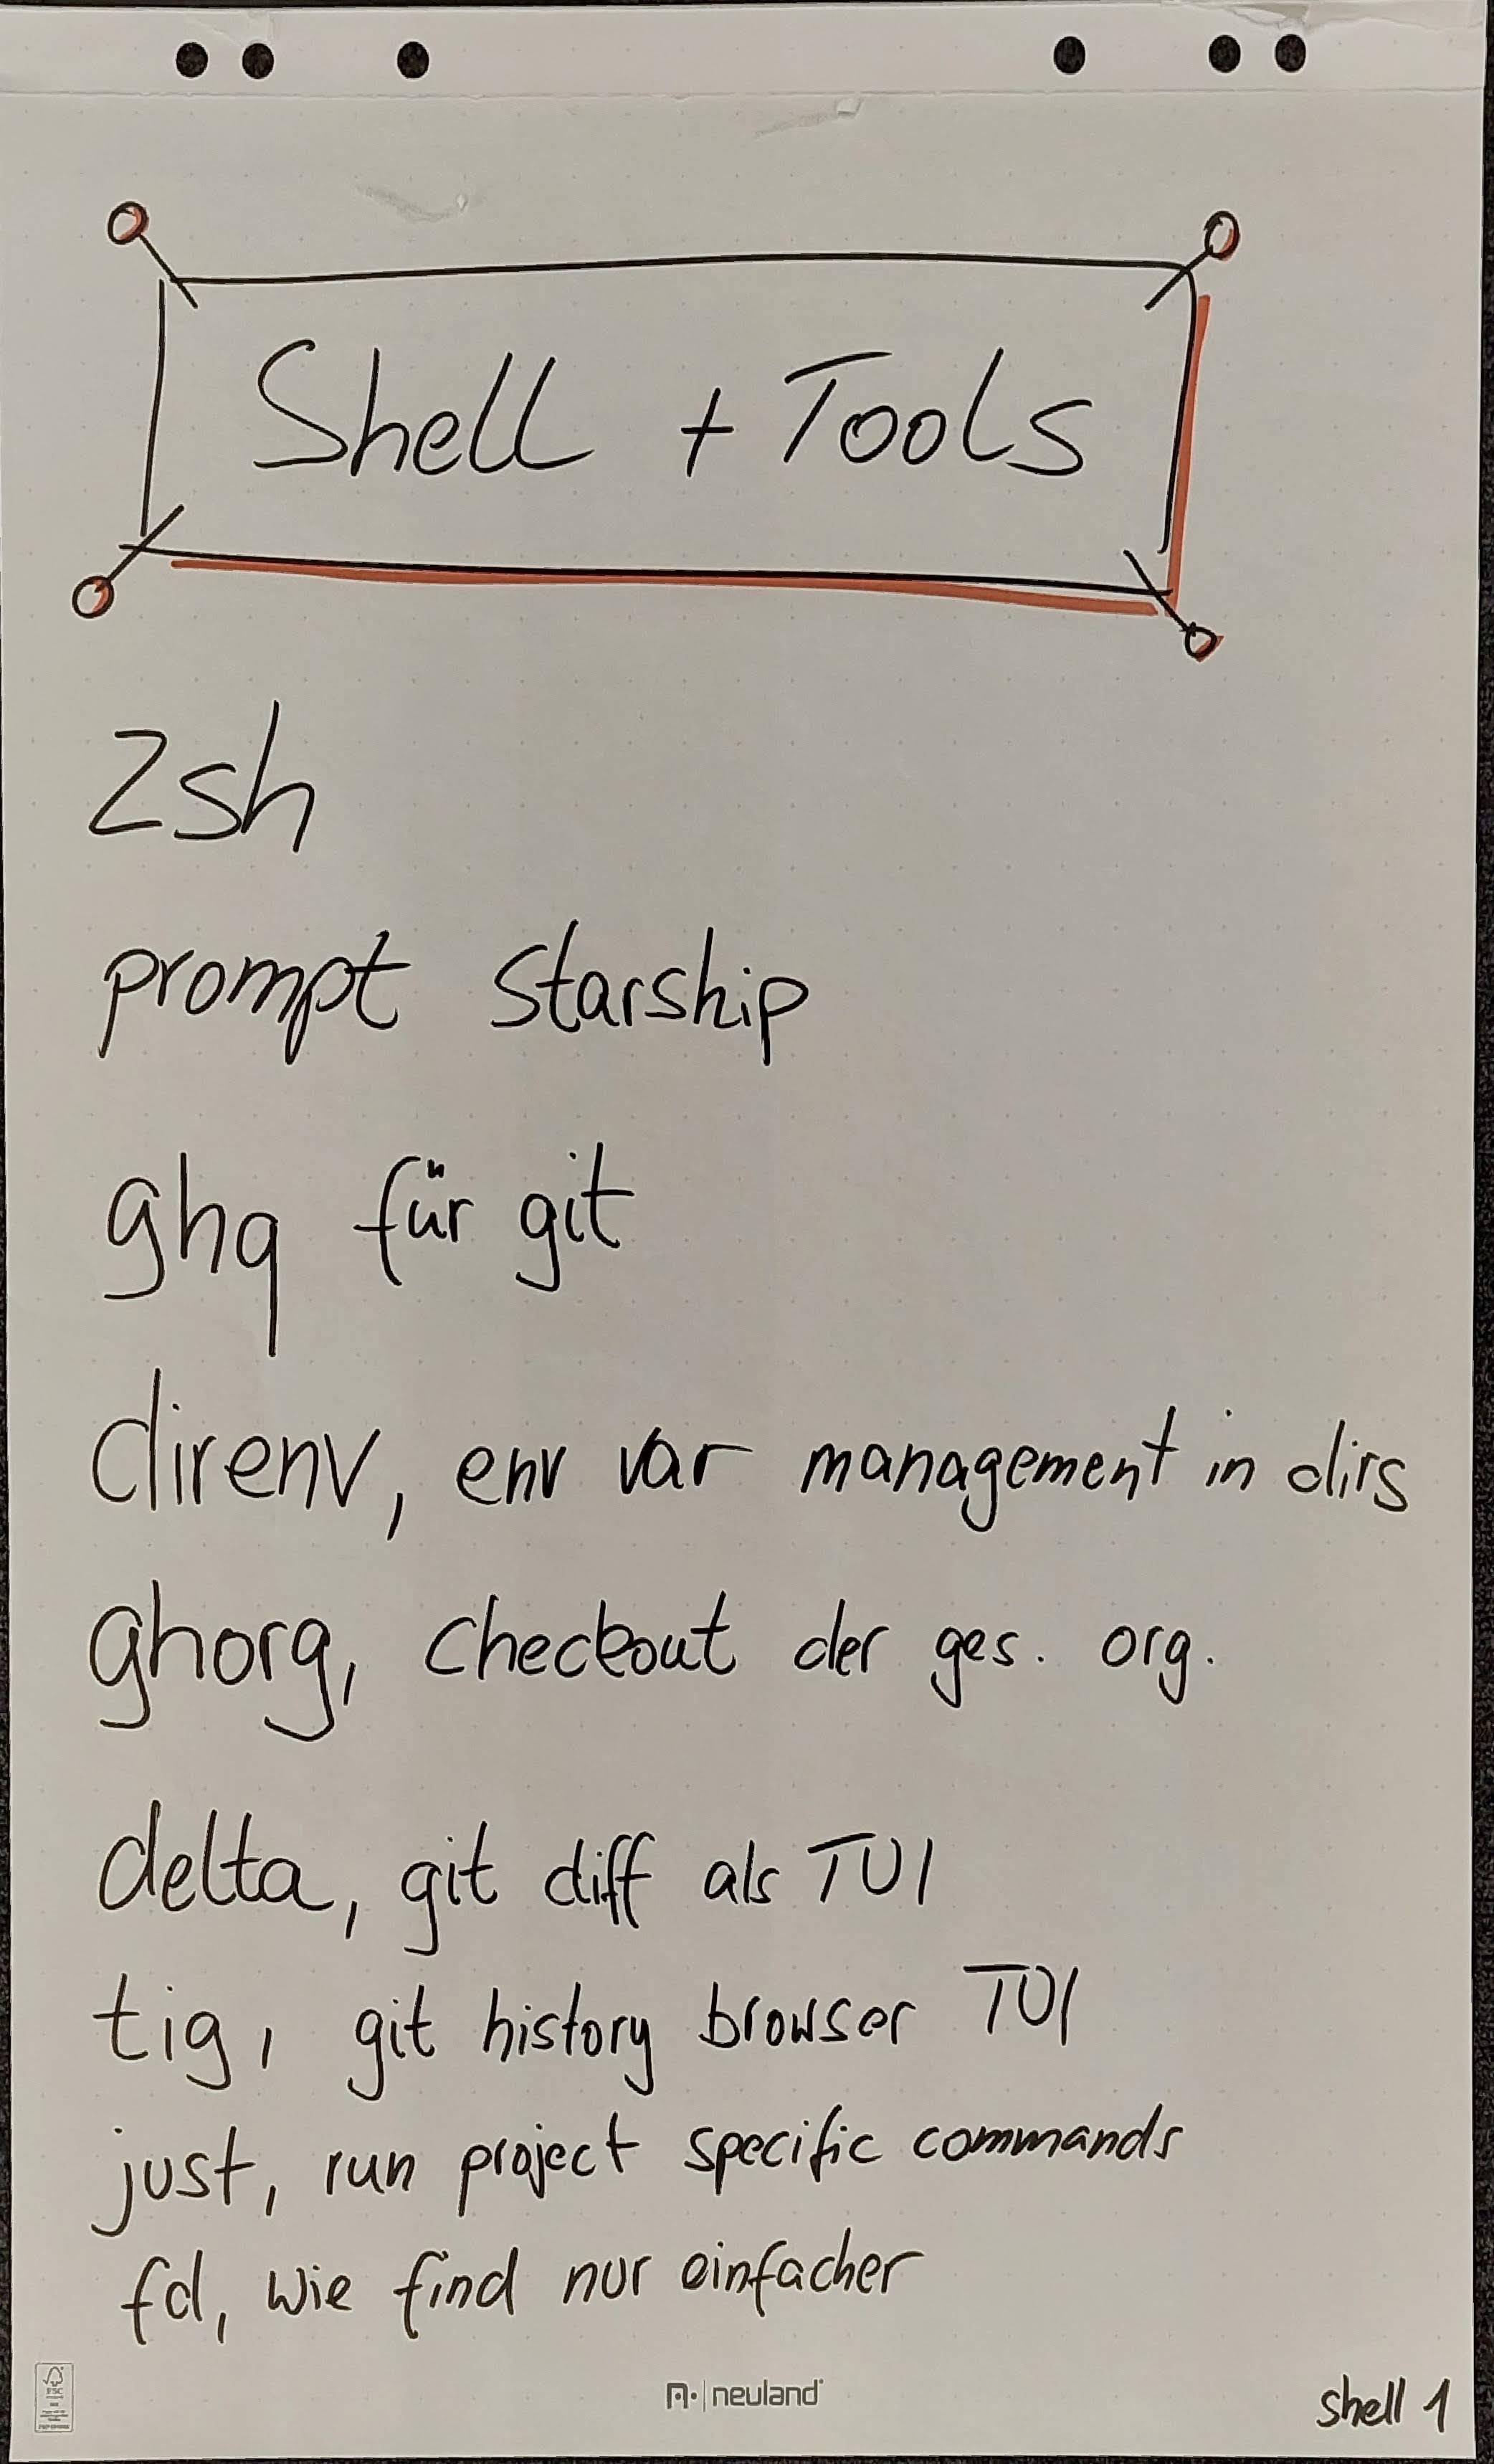 Shell + Tools
zsh
prompt starship
ghq für git
direnv, env var management in dirs
ghorg, checkout der ges. org.
delta, git diff als TUI
tig, git history browser TUI
just, run project specific commands
fd, wie find nur einfacher
FSC
neuland
shell 1